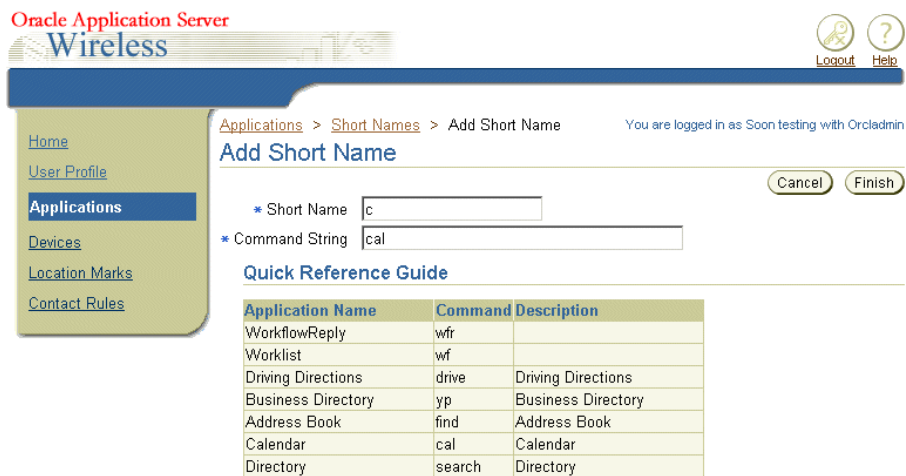 Oracle Application Server
Wireless
Logout
Help
Applications > Short Names > Add Short Name
You are logged in as Soon testing with Orcladmin
Home
User Profile
Applications
Devices
Location Marks
Contact Rules
Add Short Name
Cancel
Finish
* Short Name c
* Command String cal
Quick Reference Guide
Application Name Command Description
WorkflowReply wfr
Worklist wf
Driving Directions drive Driving Directions
Business Directory yp Business Directory
Address Book find Address Book
Calendar cal Calendar
Directory search Directory